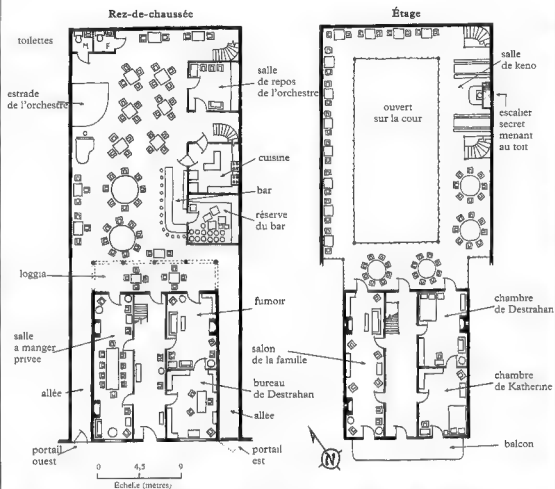 Rez-de-chaussée
toilettes
M
F
estrade
de l'orchestre
salle
de repos
de l'orchestre
cuisine
bar
réserve
du bar
loggia
fumoir
salle
a manger
privee
bureau
de Destrahan
allée
allée
portail
ouest
portail
est
0 4,5 9
Échelle (mètres)
Étage
salle
de keno
ouvert
sur la cour
escalier
secret
menant
au toit
chambre
de Destrahan
salon
de la famille
chambre
de Katherine
balcon
N